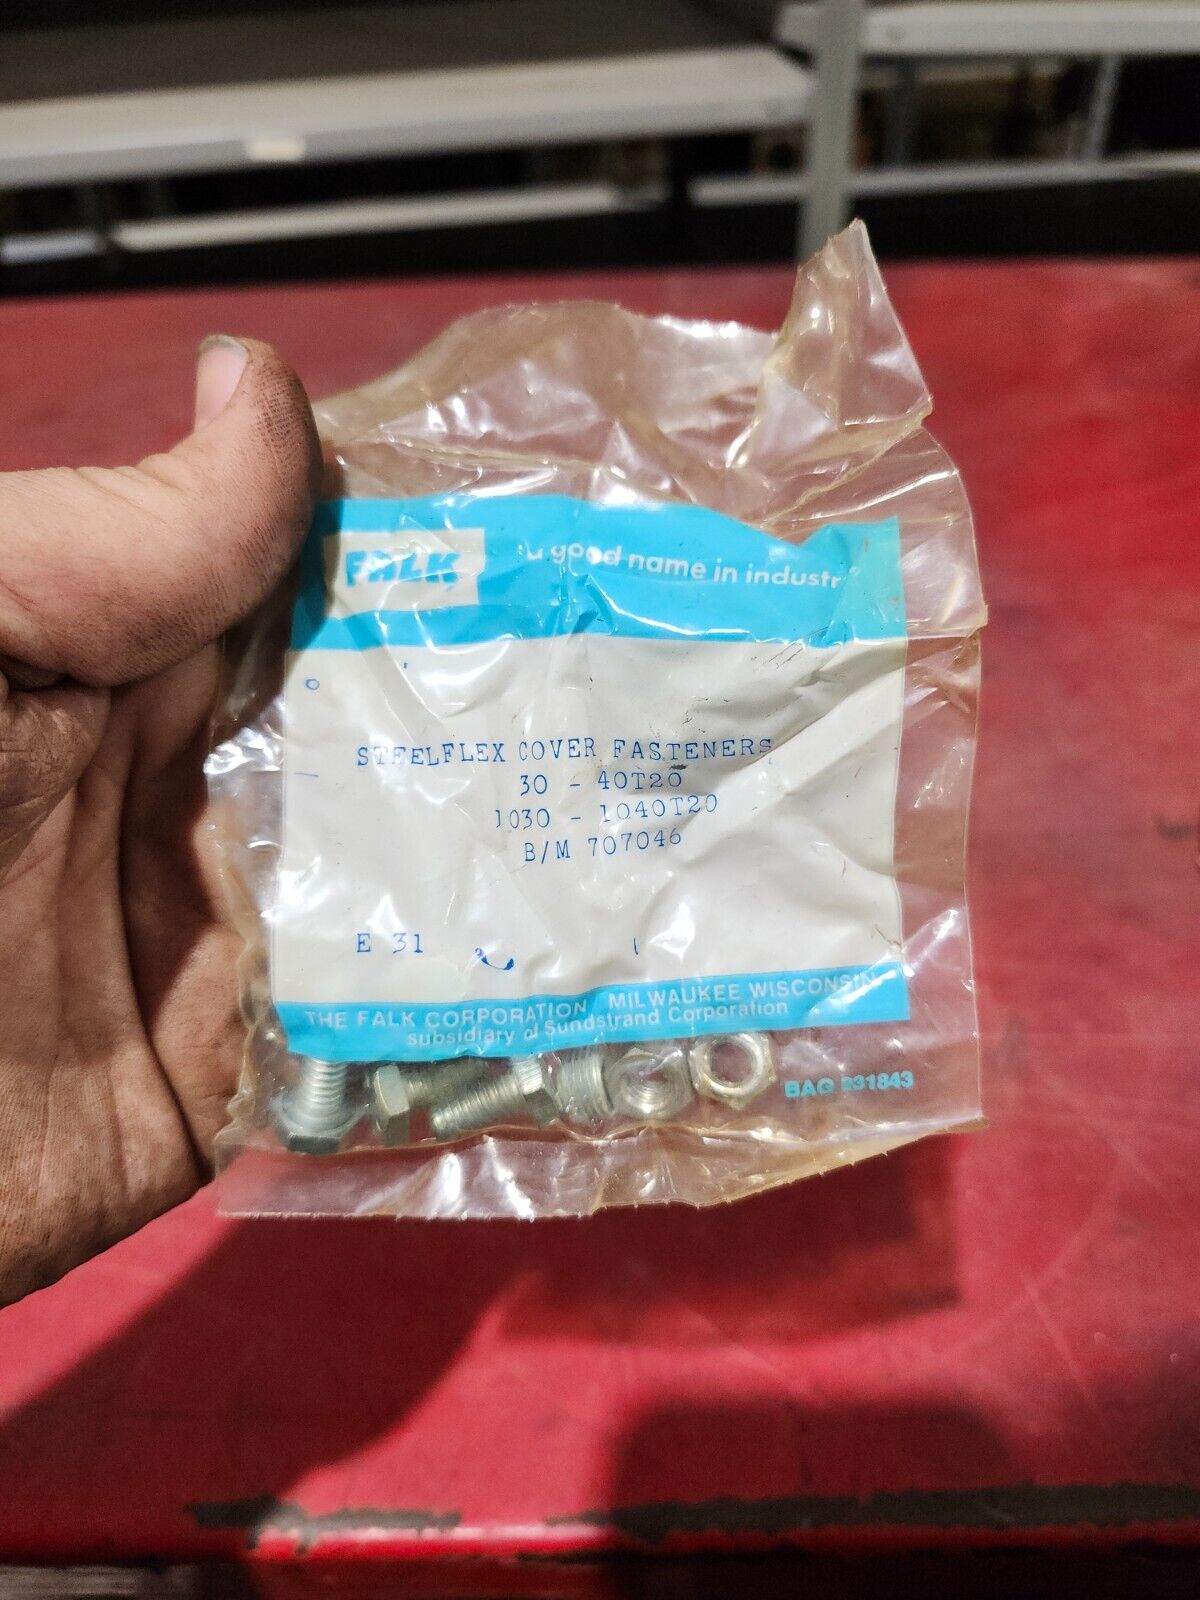 FALK
a good name in industry
STEELFLEX COVER FASTENERS
30 - 40T20
1030 - 1040T20
B/M 707046
E 31
THE FALK CORPORATION MILWAUKEE WISCONSIN
subsidiary of Sundstrand Corporation
BAG 931843